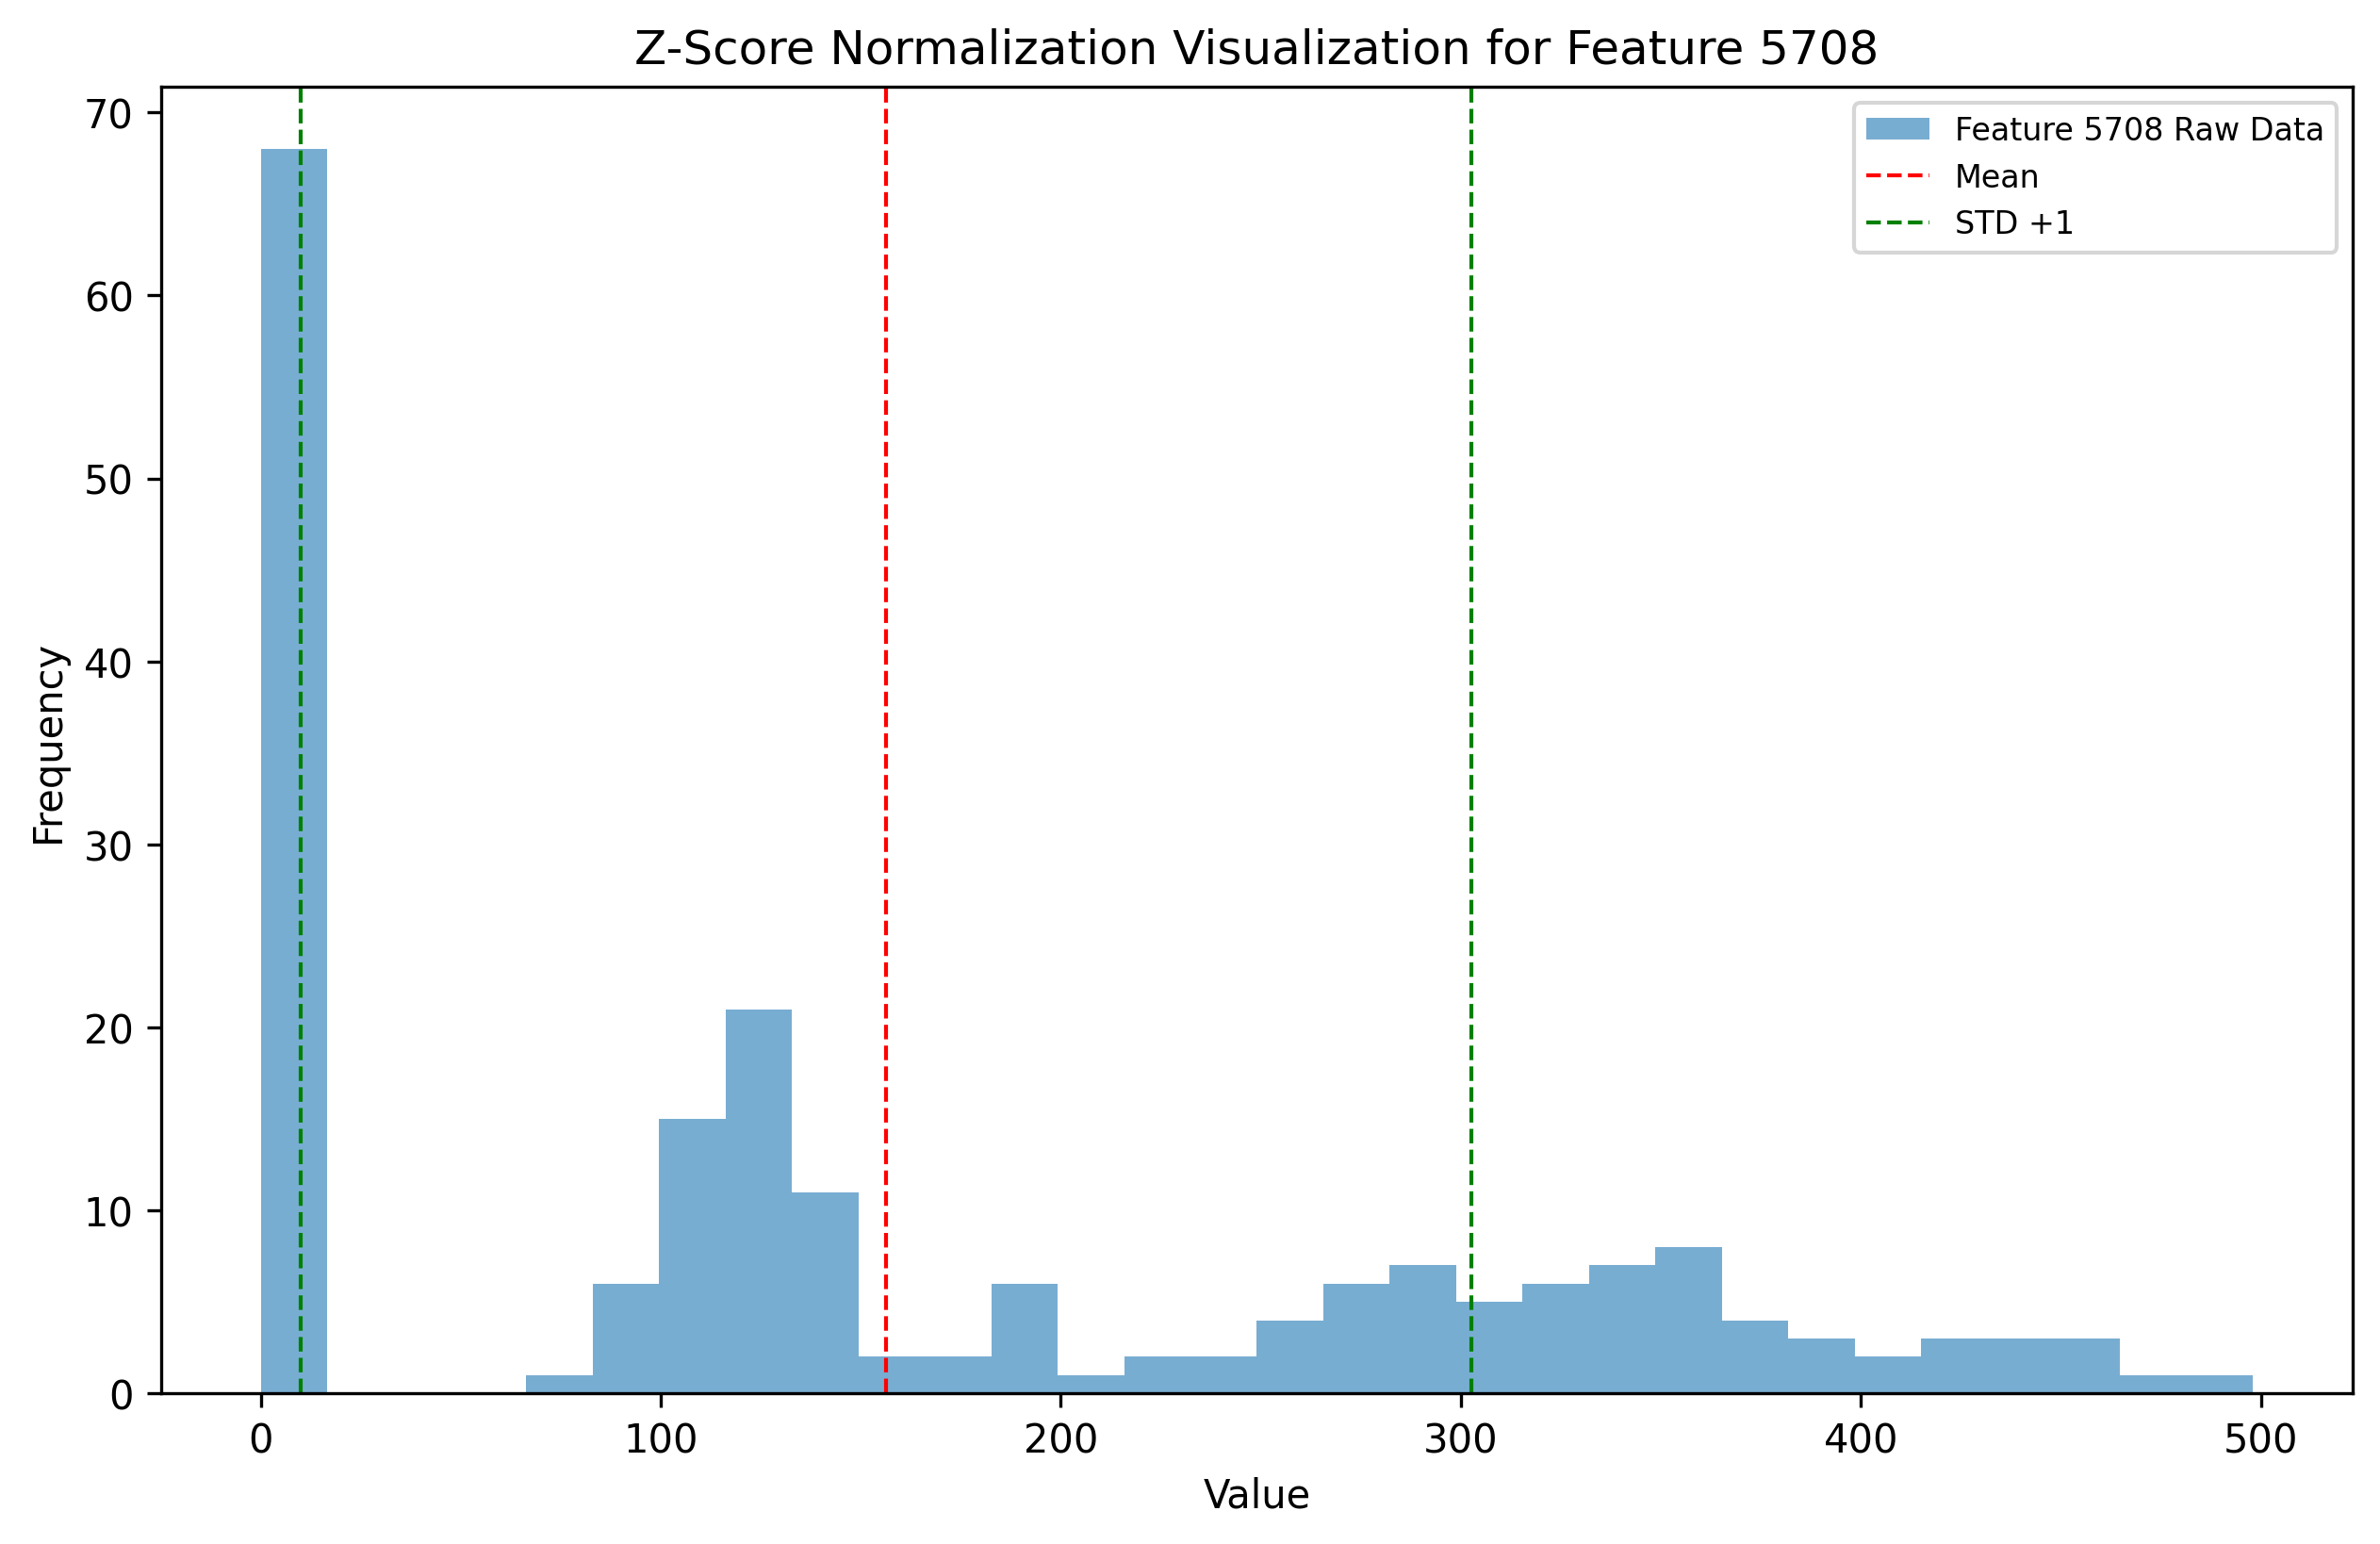 Z-Score Normalization Visualization for Feature 5708
Feature 5708 Raw Data
Mean
STD +1
70
60
50
40
30
20
10
0
Frequency
0 100 200 300 400 500
Value